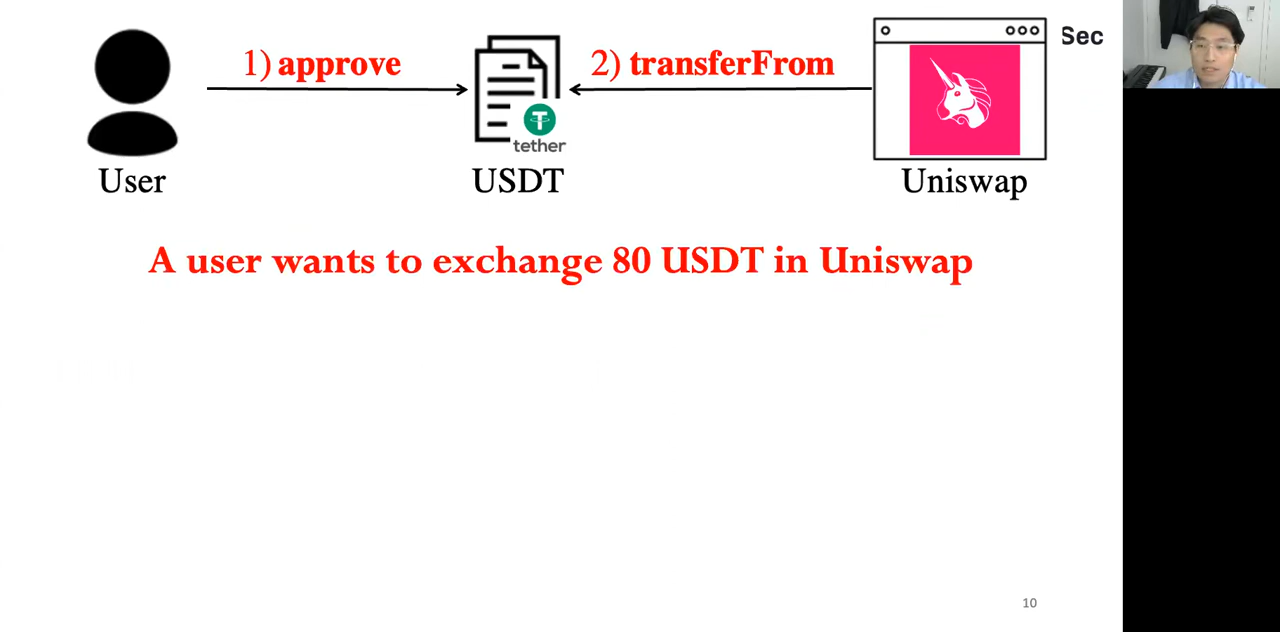 1) approve
2) transferFrom
Sec
tether
User
USDT
Uniswap
A user wants to exchange 80 USDT in Uniswap
10